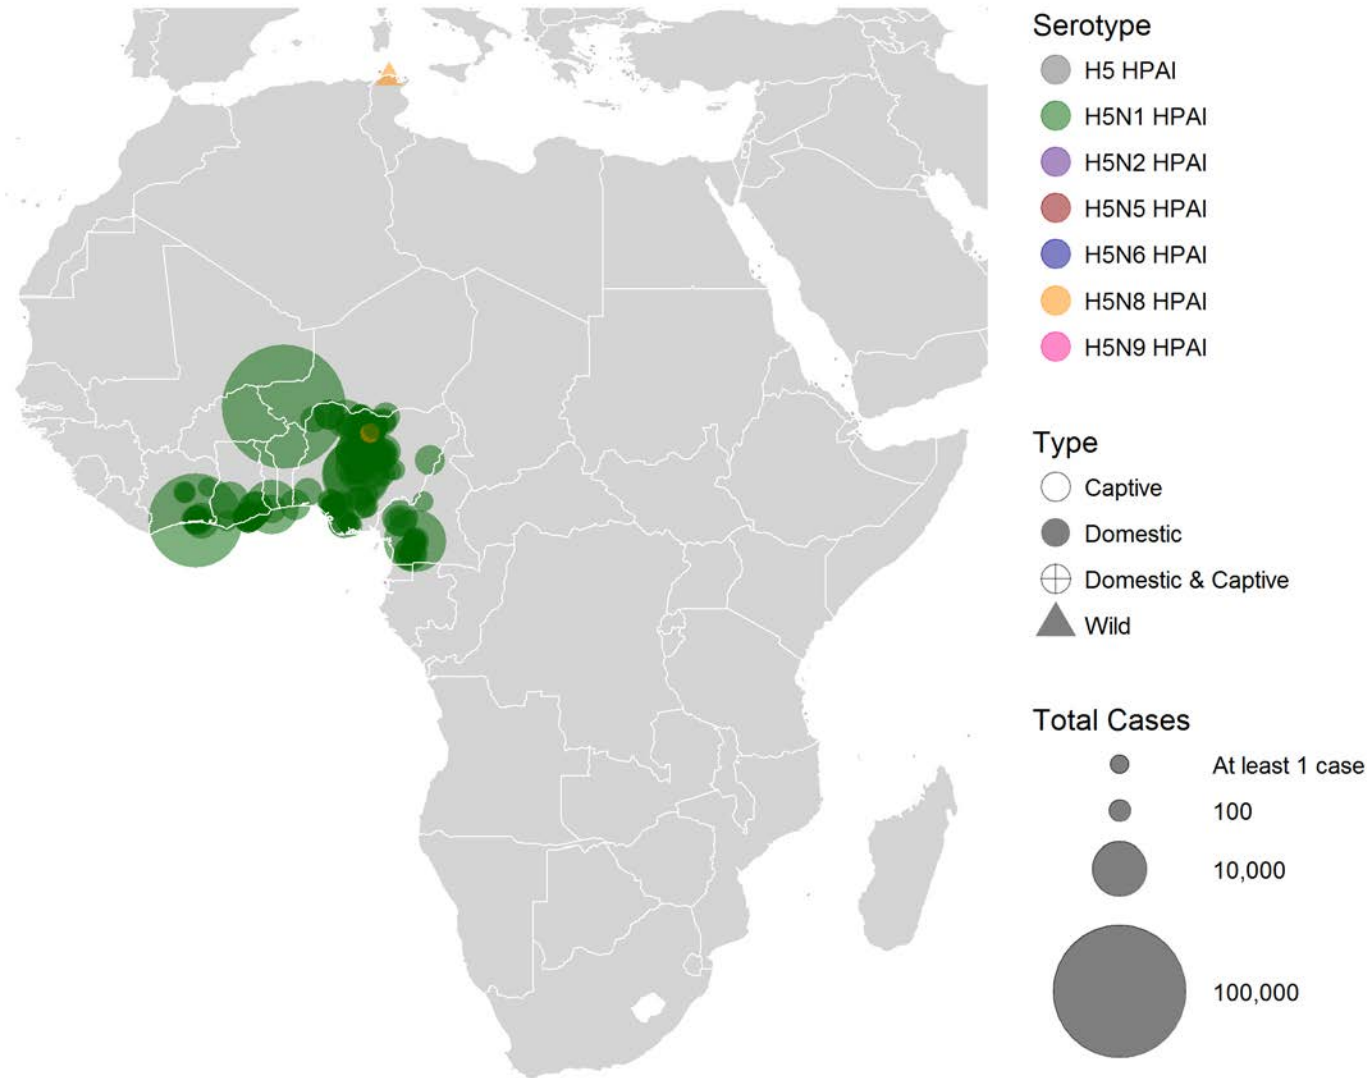 Serotype
H5 HPAI
H5N1 HPAI
H5N2 HPAI
H5N5 HPAI
H5N6 HPAI
H5N8 HPAI
H5N9 HPAI
Type
Captive
Domestic
Domestic & Captive
Wild
Total Cases
At least 1 case
100
10,000
100,000